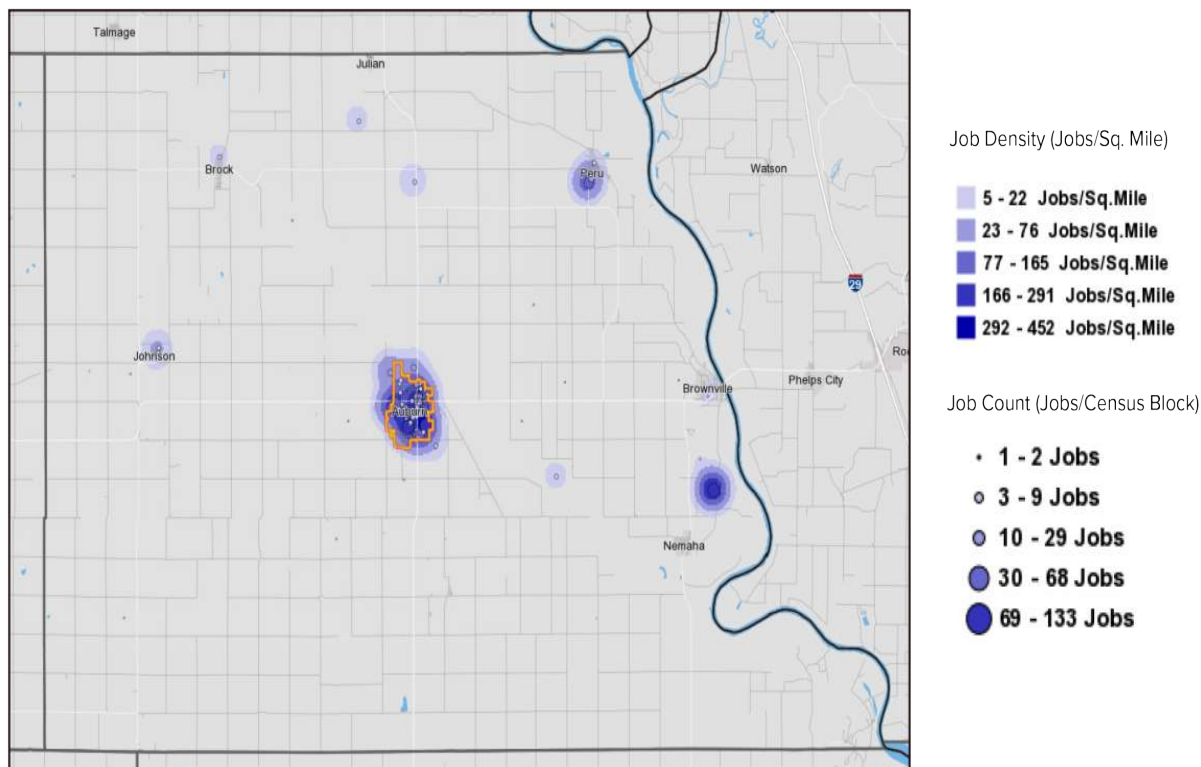 Talmage
Julian
Brock
Peru
Watson
29
Johnson
Ro
Brownville
Phelps City
Auburn
Nemaha
Job Density (Jobs/Sq. Mile)
5 - 22 Jobs/Sq.Mile
23 - 76 Jobs/Sq.Mile
77 - 165 Jobs/Sq.Mile
166 - 291 Jobs/Sq.Mile
292 - 452 Jobs/Sq.Mile
Job Count (Jobs/Census Block)
1 - 2 Jobs
3 - 9 Jobs
10 - 29 Jobs
30 - 68 Jobs
69 - 133 Jobs